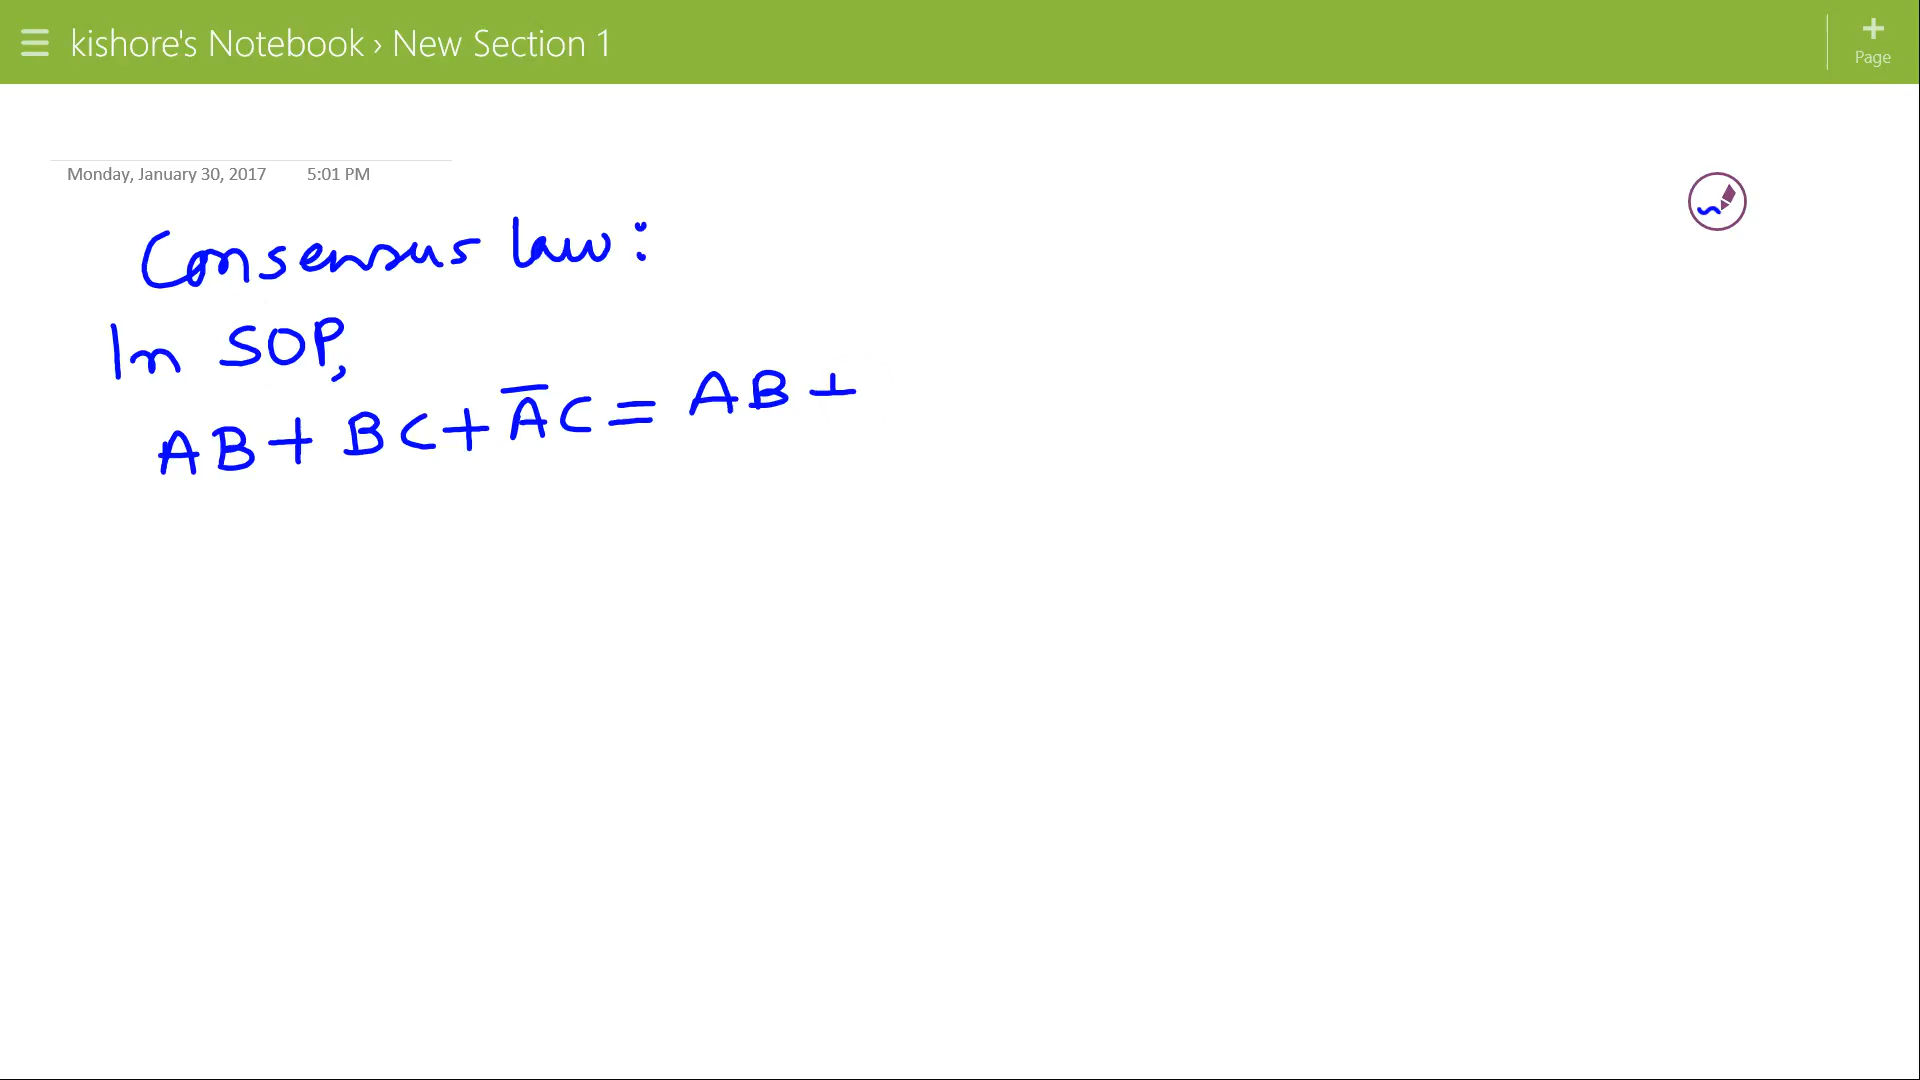 kishore's Notebook › New Section 1
Page
Monday, January 30, 2017 5:01 PM
Consensus law:
In SOP,
AB + BC + A̅C = AB +